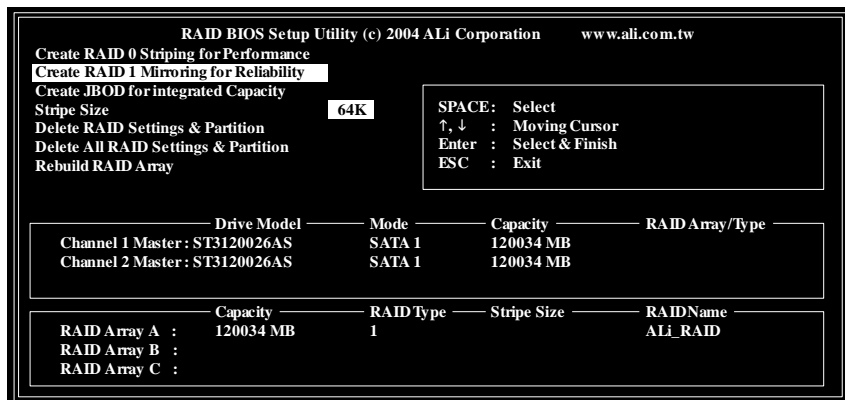 RAID BIOS Setup Utility (c) 2004 ALi Corporation www.ali.com.tw
Create RAID 0 Striping for Performance
Create RAID 1 Mirroring for Reliability
Create JBOD for integrated Capacity
Stripe Size 64K
Delete RAID Settings & Partition
Delete All RAID Settings & Partition
Rebuild RAID Array
SPACE : Select
↑, ↓ : Moving Cursor
Enter : Select & Finish
ESC : Exit
Drive Model Mode Capacity RAID Array/Type
Channel 1 Master : ST3120026AS SATA 1 120034 MB
Channel 2 Master : ST3120026AS SATA 1 120034 MB
Capacity RAID Type Stripe Size RAIDName
RAID Array A : 120034 MB 1 ALi_RAID
RAID Array B :
RAID Array C :